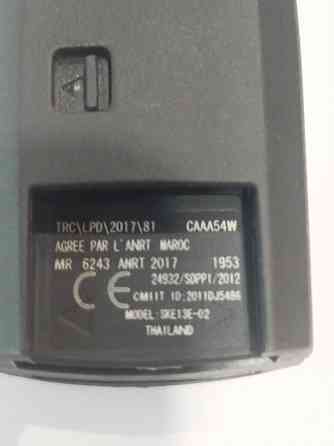 TRC\LPD\2017\81 CAAA54W
AGREE PAR L'ANRT MAROC
MR 6243 ANRT 2017 1953
CE 24932/SDPPI/2012
CMIIT ID:2011DJ5486
MODEL:SKE13E-02
THAILAND